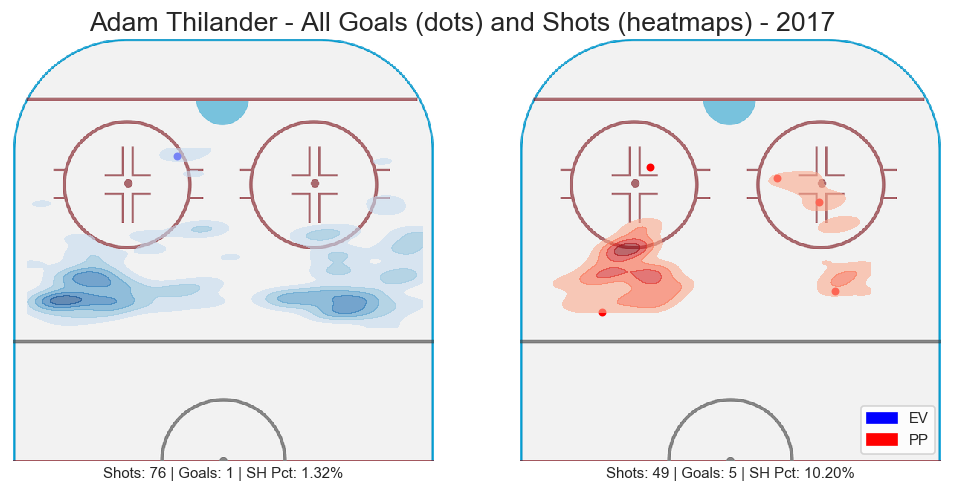 Adam Thilander - All Goals (dots) and Shots (heatmaps) - 2017
EV
PP
Shots: 76 | Goals: 1 | SH Pct: 1.32%
Shots: 49 | Goals: 5 | SH Pct: 10.20%